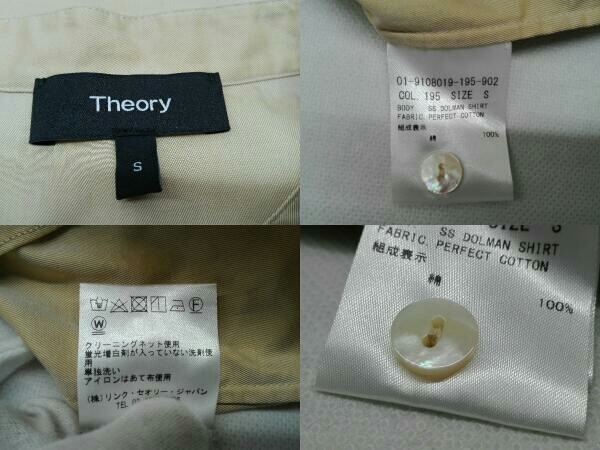 Theory
S
01-9108019-195-902
COL. 195 SIZE S
BODY SS DOLMAN SHIRT
FABRIC PERFECT COTTON
組成表示
綿 100%
F
W
クリーニングネット使用
蛍光増白剤が入っていない洗剤使
用
単独洗い
アイロンはあて布使用
(株)リンク・セオリー・ジャパン
TEL
SIZE S
SS DOLMAN SHIRT
FABRIC PERFECT COTTON
組成表示
綿 100%